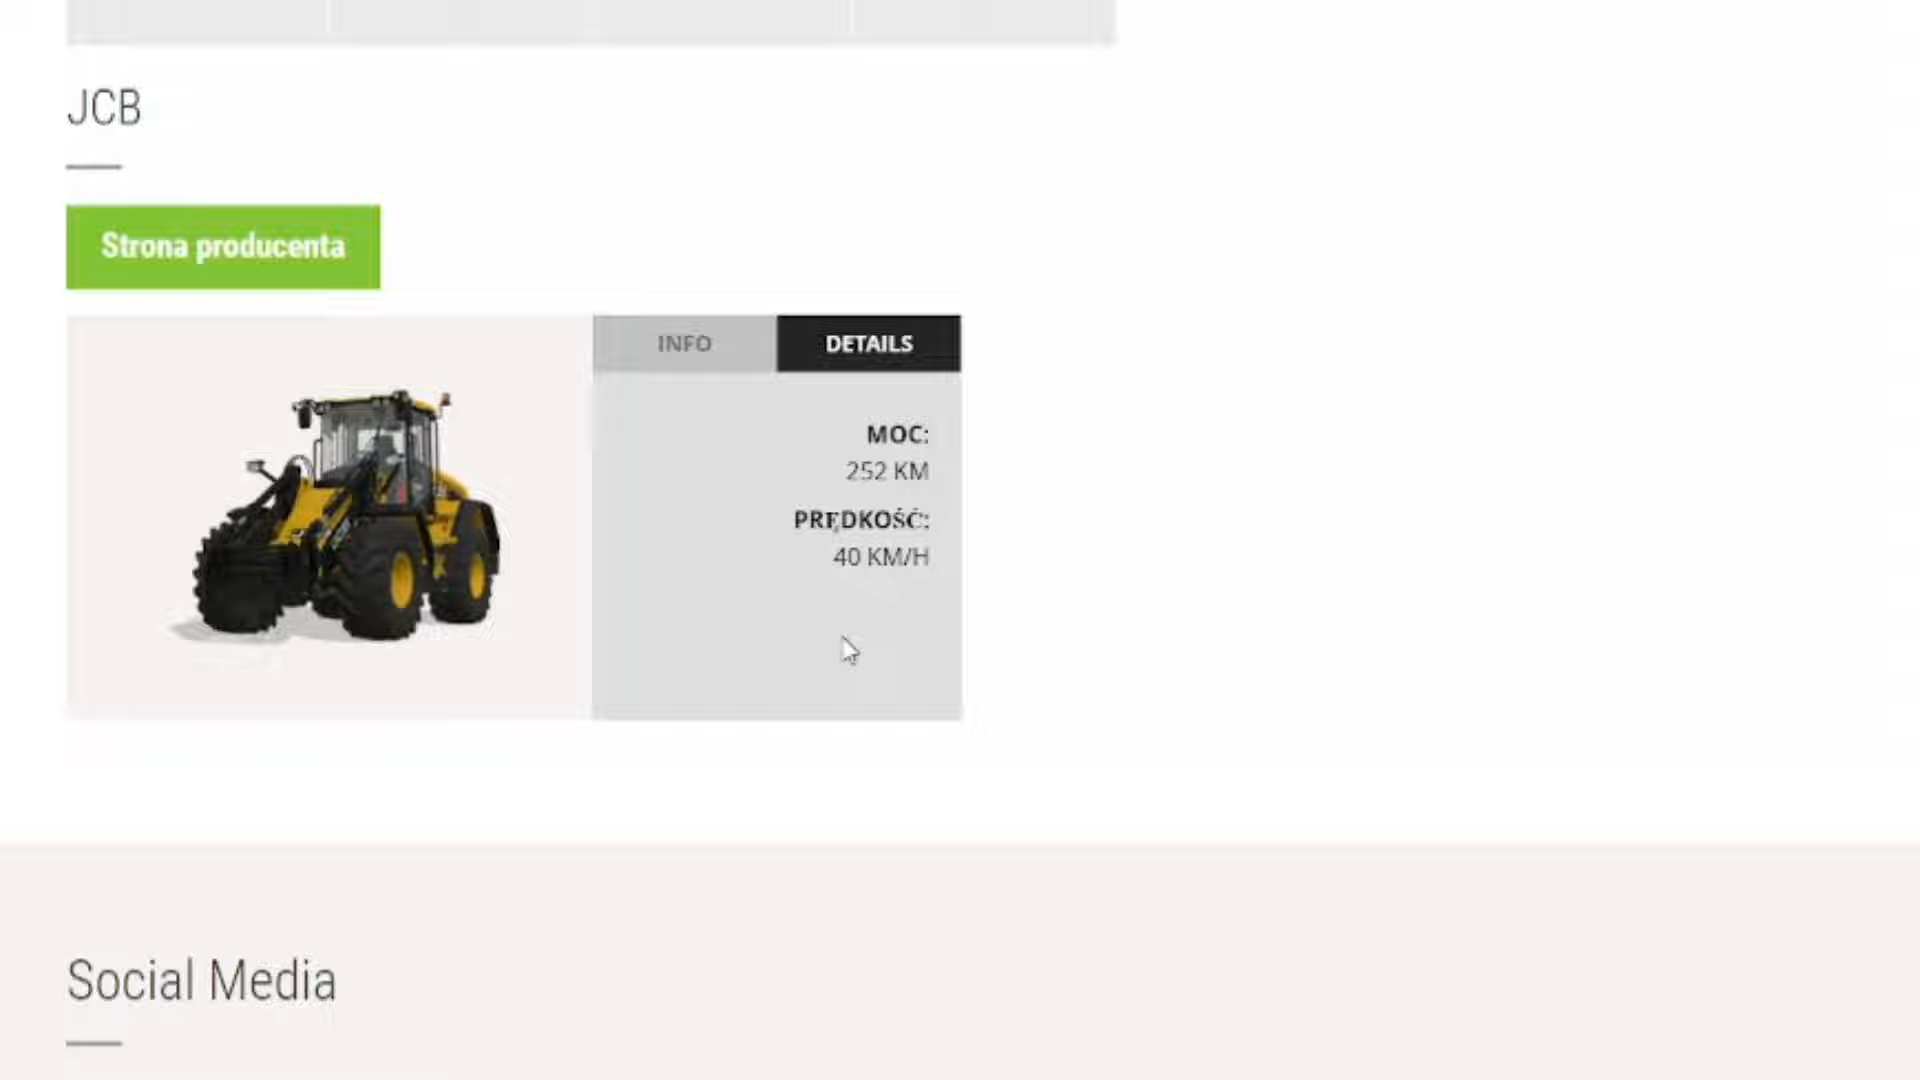 JCB
Strona producenta
INFO
DETAILS
MOC:
252 KM
PRĘDKOŚĆ:
40 KM/H
Social Media